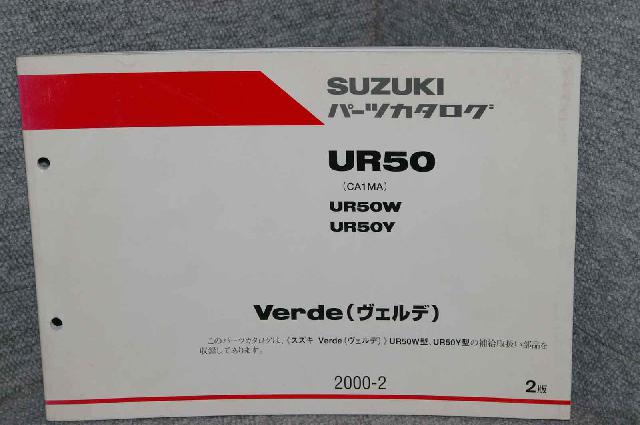 SUZUKI
パーツカタログ
UR50
(CA1MA)
UR50W
UR50Y
Verde(ヴェルデ)
このパーツカタログは、《スズキ Verde(ヴェルデ)》UR50W型、UR50Y型の補給取扱い部品を
収録してあります。
2000-2
2版